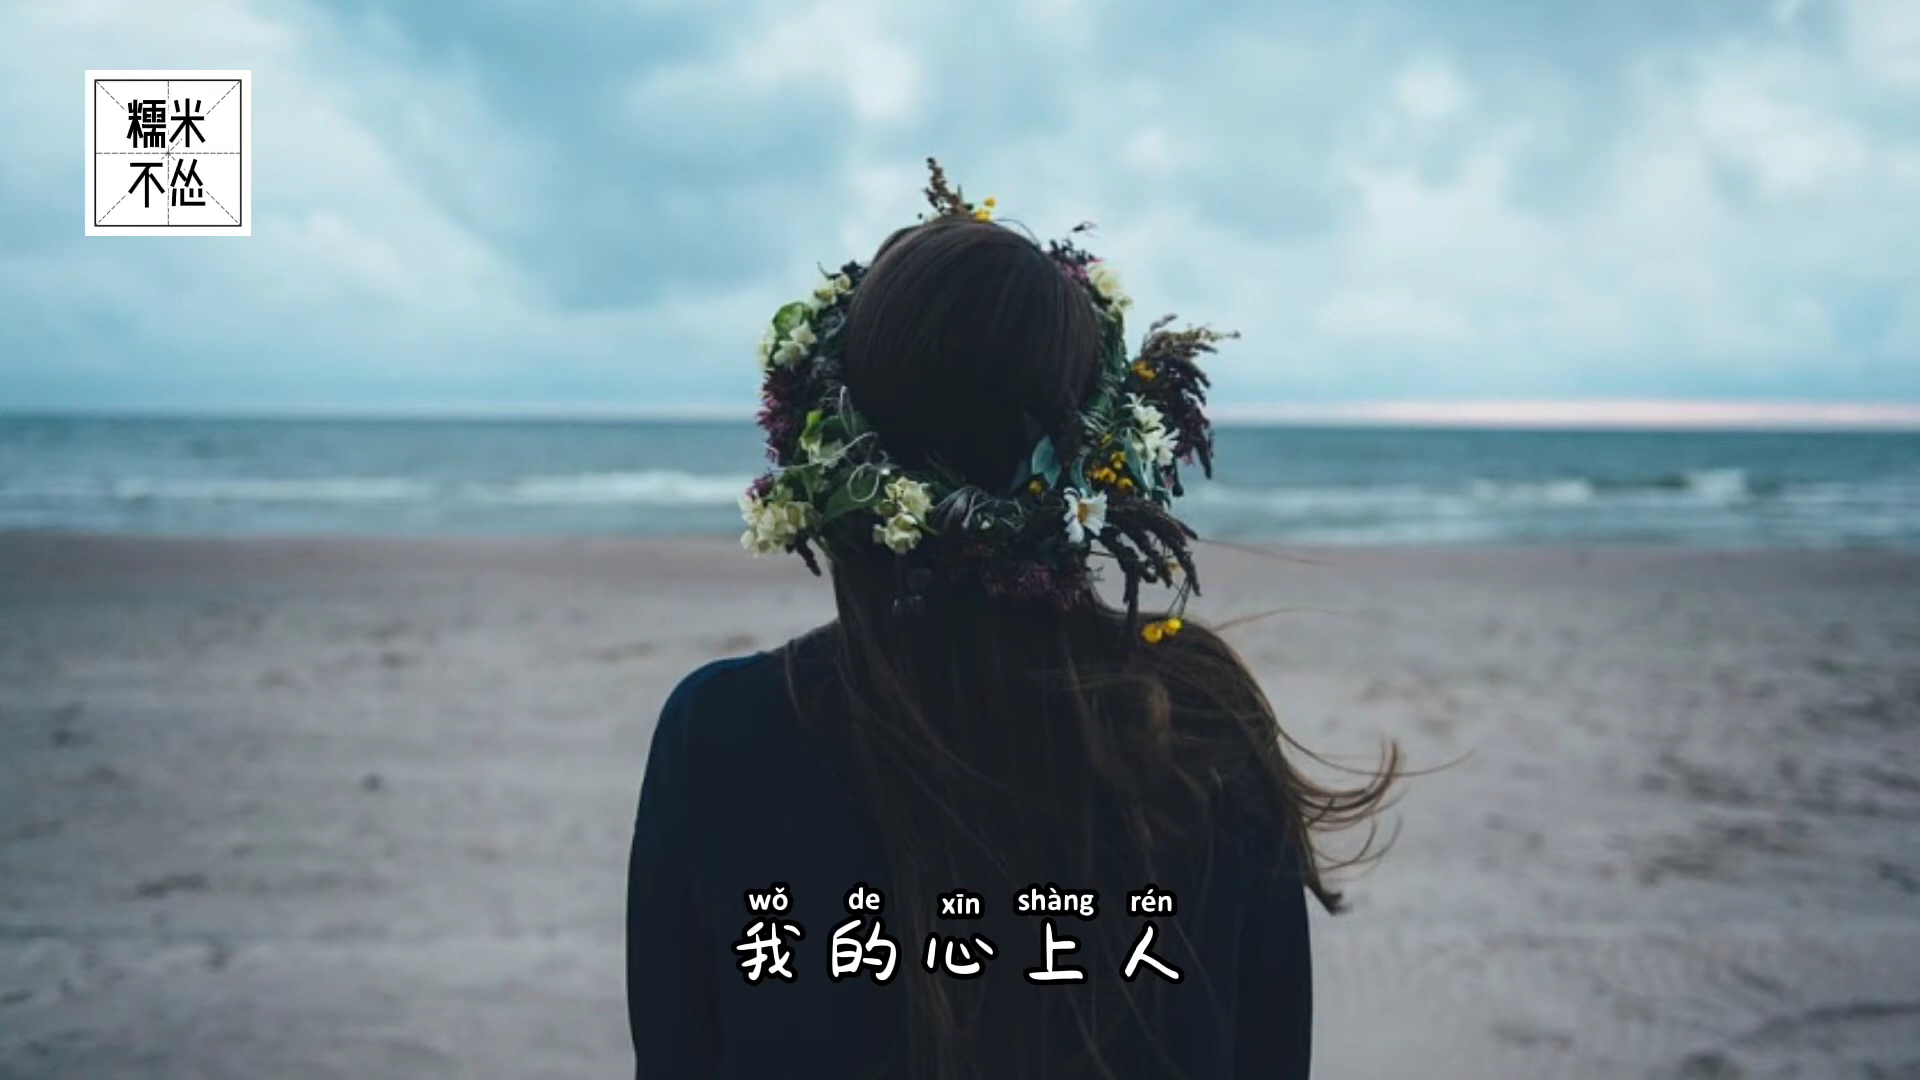 糯米
不怂
wǒ de xīn shàng rén
我的心上人